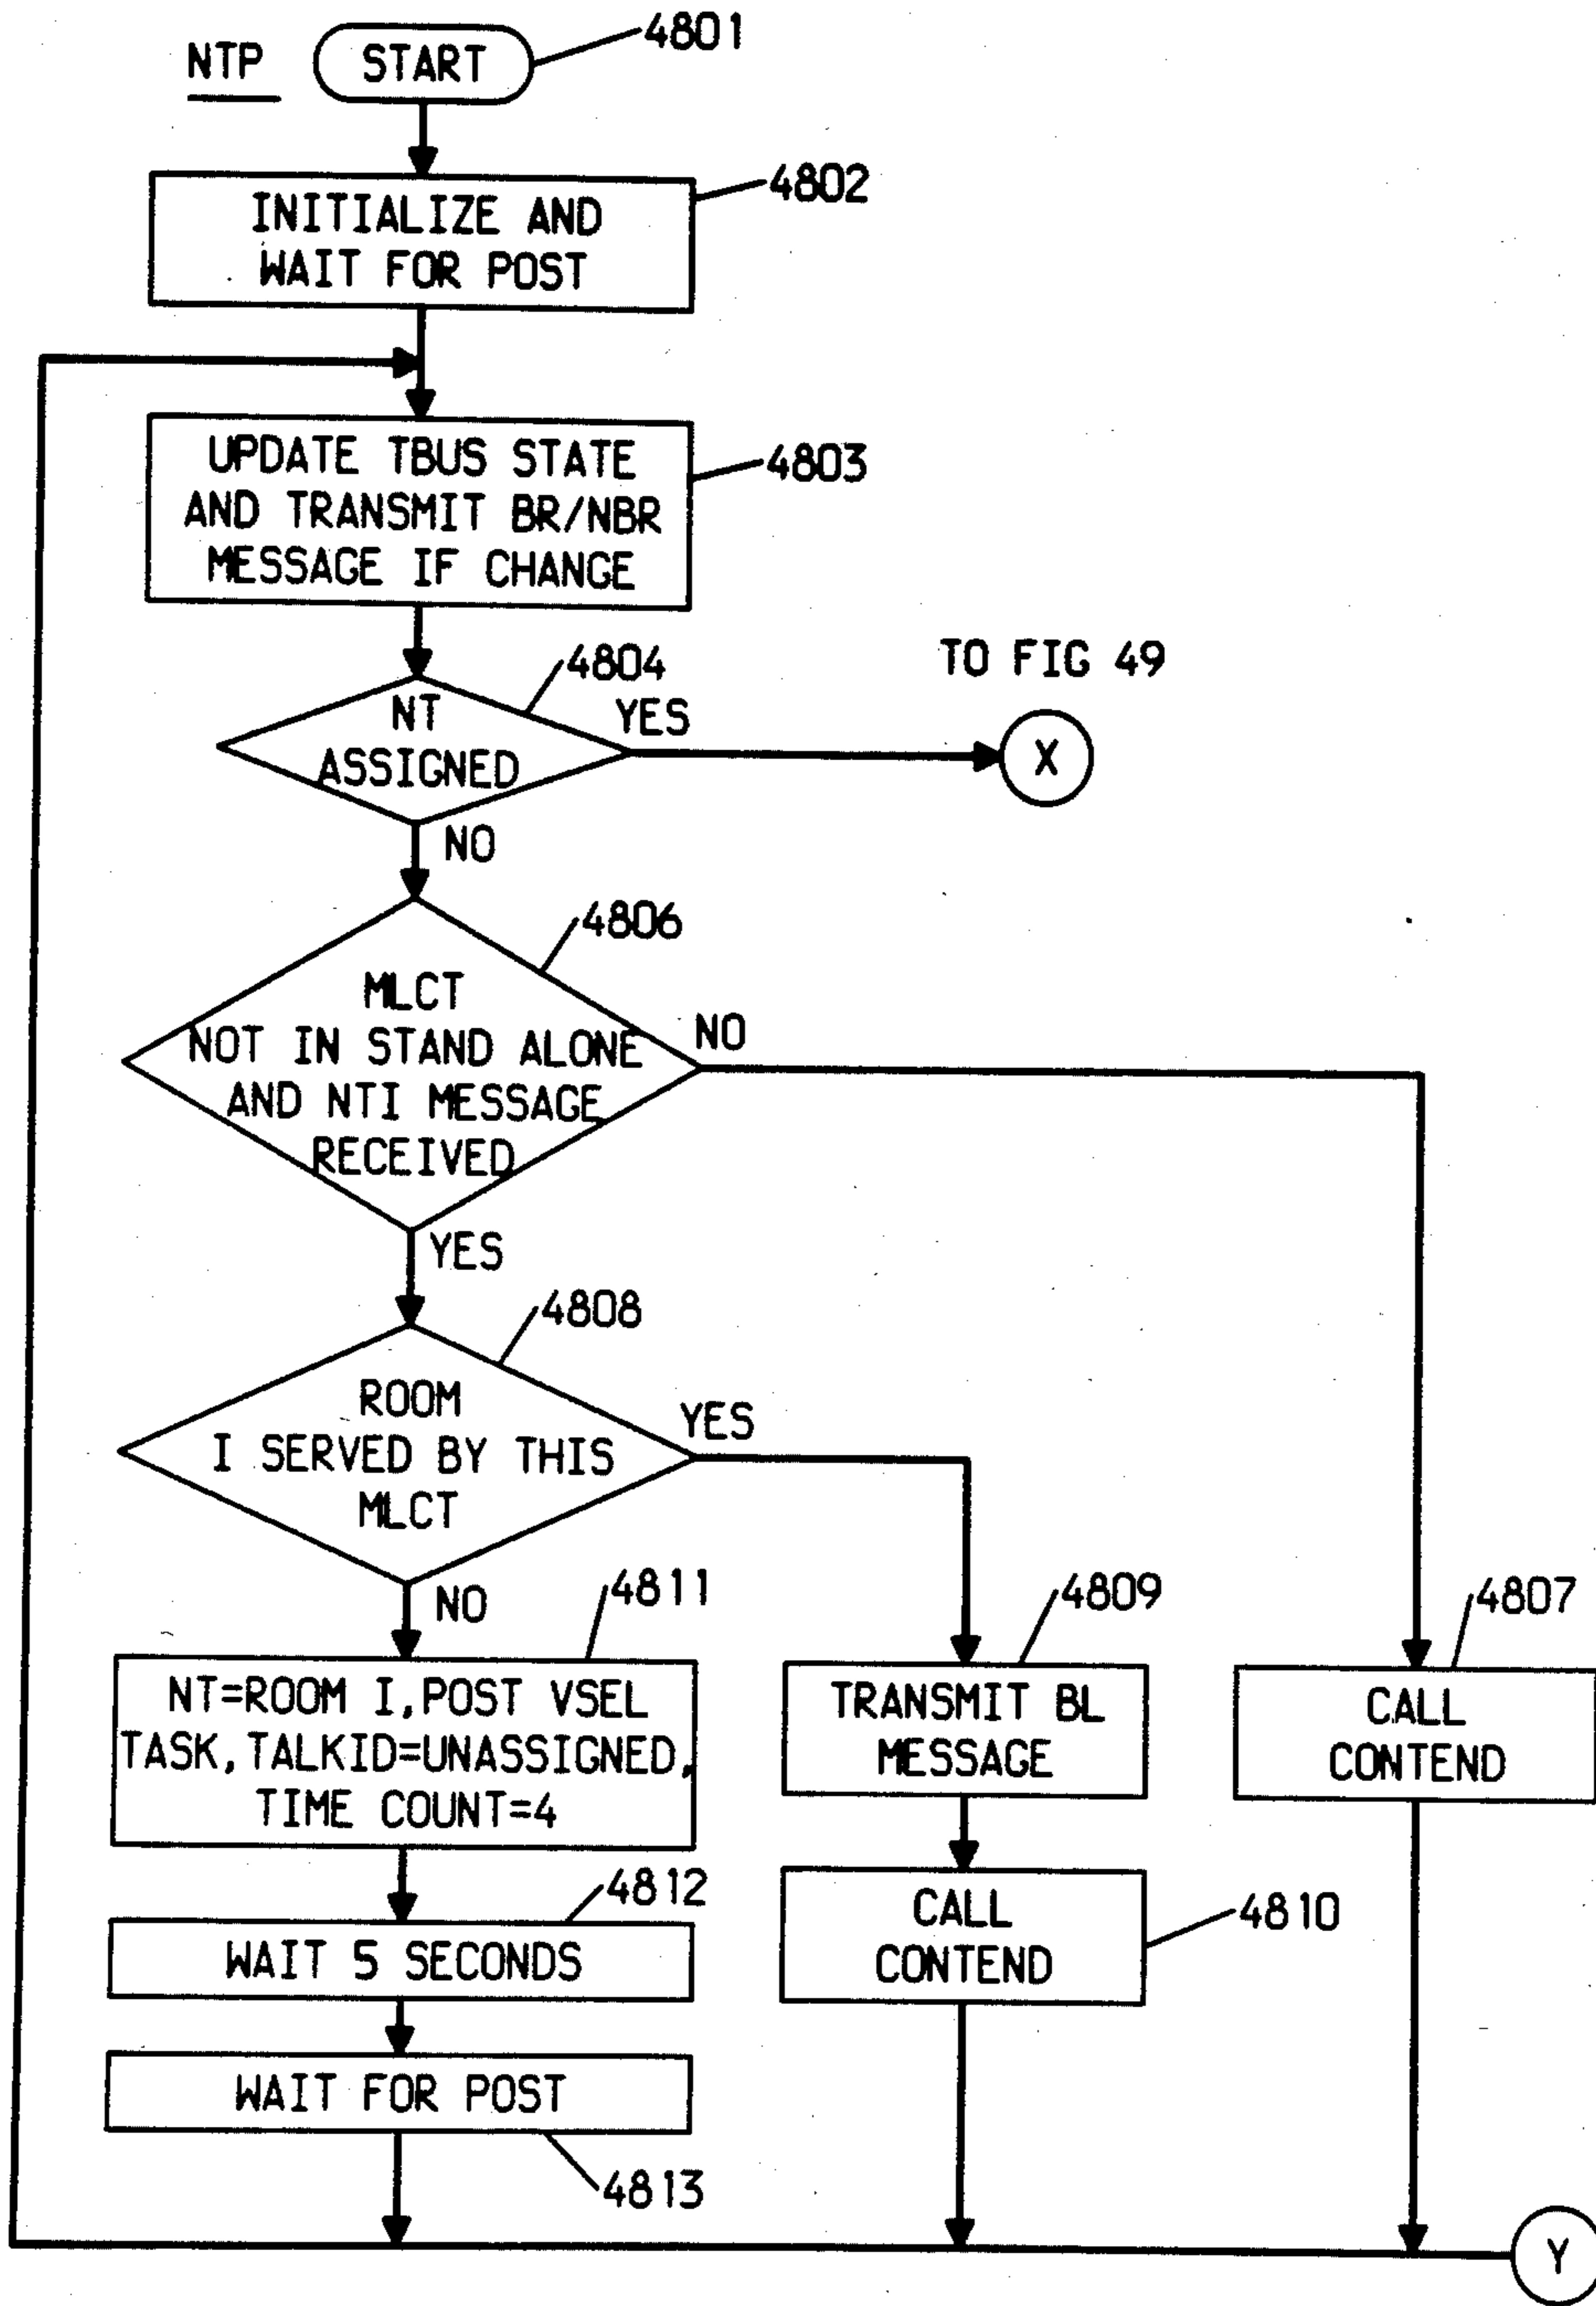 NTP
START
4801
INITIALIZE AND
WAIT FOR POST
4802
UPDATE TBUS STATE
AND TRANSMIT BR/NBR
MESSAGE IF CHANGE
4803
NT
ASSIGNED
4804
YES
TO FIG 49
X
NO
MLCT
NOT IN STAND ALONE
AND NTI MESSAGE
RECEIVED
4806
NO
YES
ROOM
I SERVED BY THIS
MLCT
4808
YES
NO
NT=ROOM I, POST VSEL
TASK, TALKID=UNASSIGNED,
TIME COUNT=4
4811
TRANSMIT BL
MESSAGE
4809
CALL
CONTEND
4807
WAIT 5 SECONDS
4812
CALL
CONTEND
4810
WAIT FOR POST
4813
Y